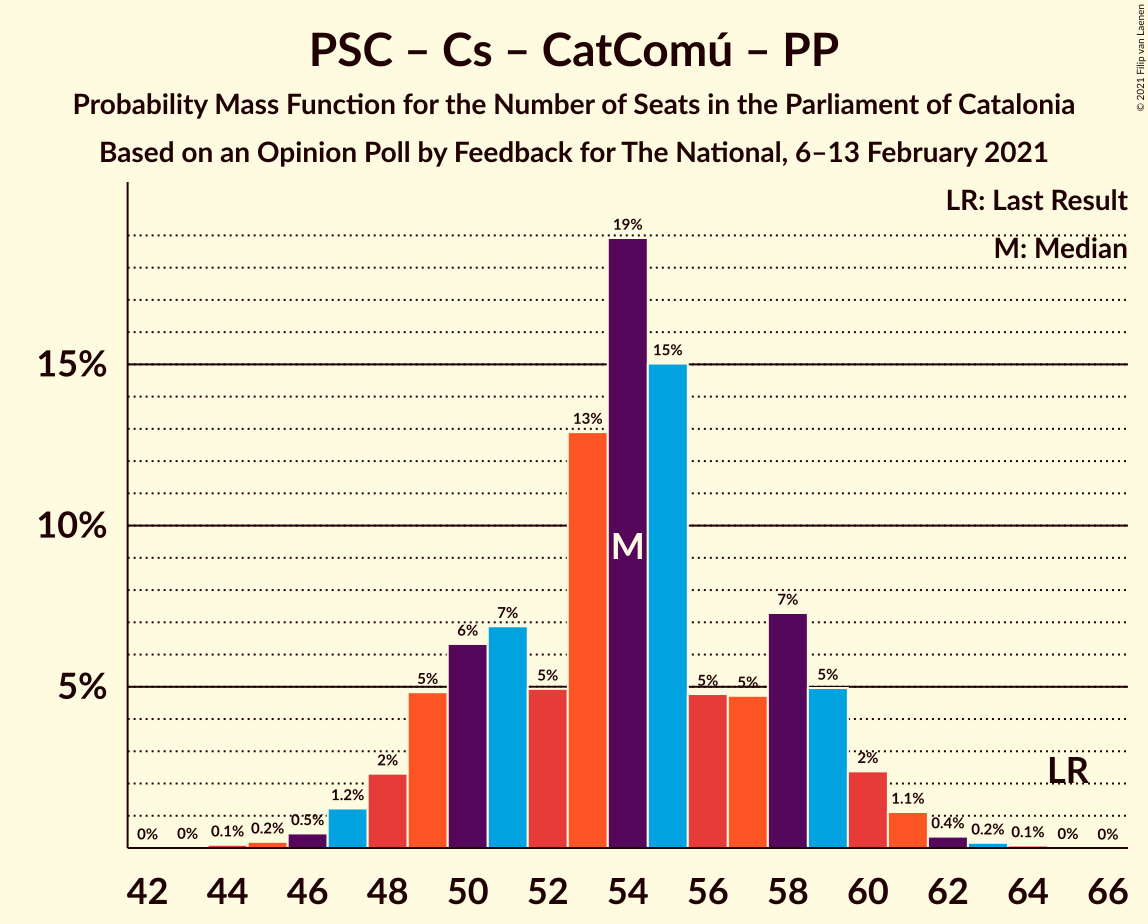 PSC – Cs – CatComú – PP
Probability Mass Function for the Number of Seats in the Parliament of Catalonia
Based on an Opinion Poll by Feedback for The National, 6–13 February 2021
© 2021 Filip van Laenen
LR: Last Result
M: Median
15%
10%
5%
0% 0% 0.1% 0.2% 0.5% 1.2% 2% 5% 6% 7% 5% 13% 19% 15% 5% 5% 7% 5% 2% 1.1% 0.4% 0.2% 0.1% 0% 0%
M
LR
42 44 46 48 50 52 54 56 58 60 62 64 66